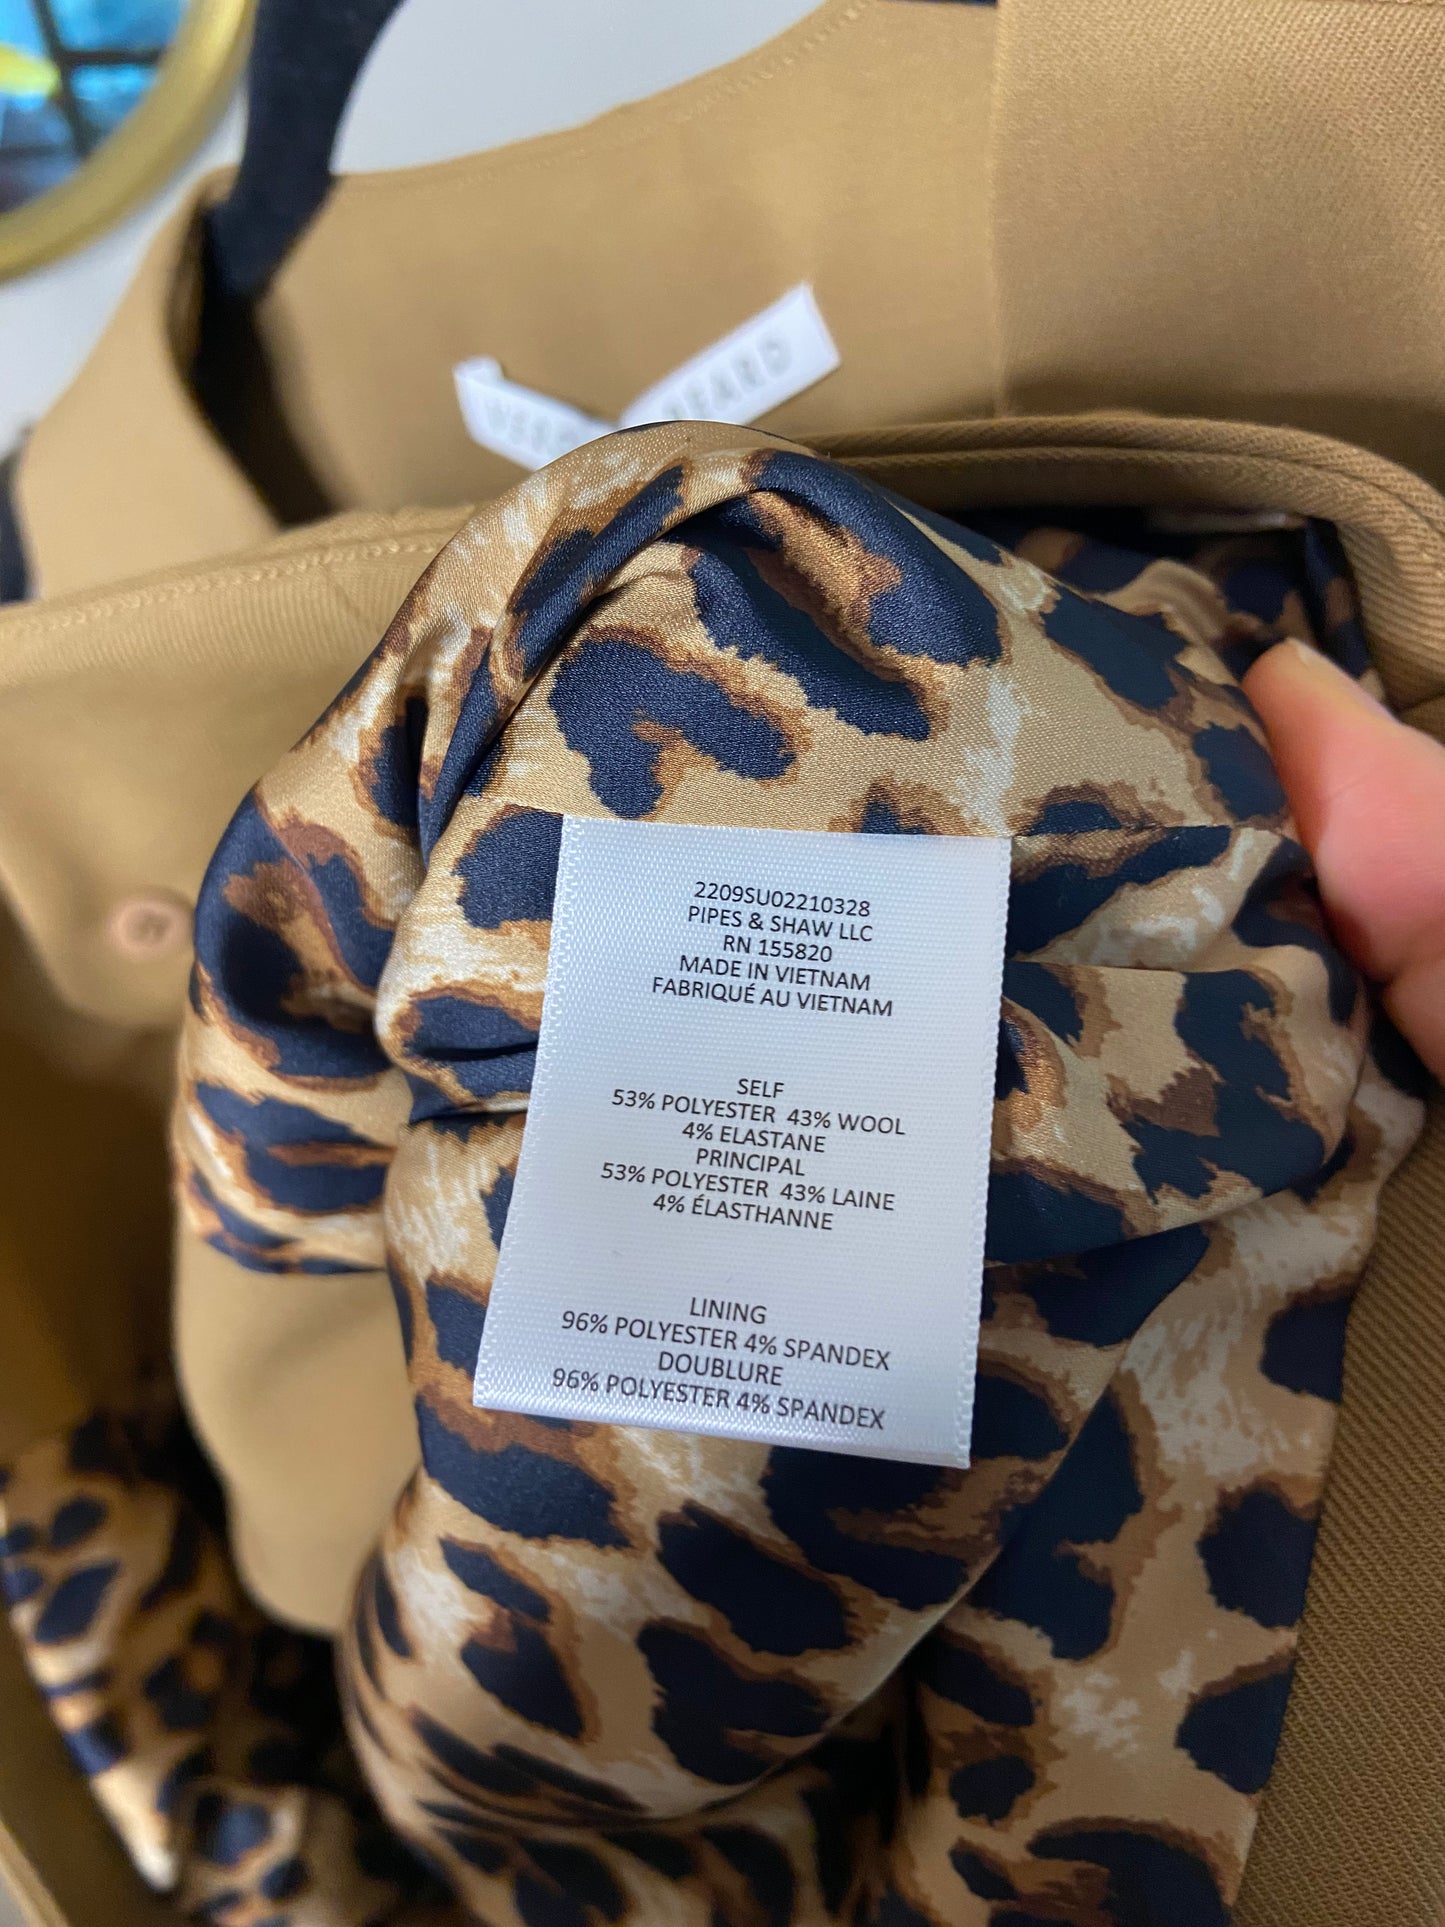 2209SU02210328
PIPES & SHAW LLC
RN 155820
MADE IN VIETNAM
FABRIQUÉ AU VIETNAM
SELF
53% POLYESTER 43% WOOL
4% ELASTANE
PRINCIPAL
53% POLYESTER 43% LAINE
4% ÉLASTHANNE
LINING
96% POLYESTER 4% SPANDEX
DOUBLURE
96% POLYESTER 4% SPANDEX